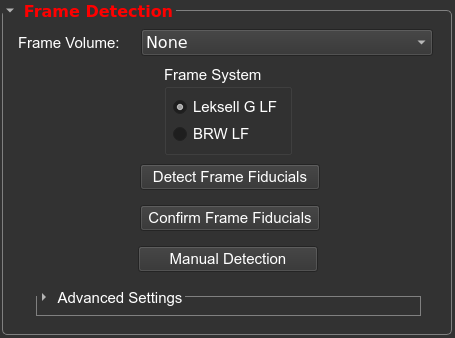 Frame Detection
Frame Volume: None
Frame System
Leksell G LF
BRW LF
Detect Frame Fiducials
Confirm Frame Fiducials
Manual Detection
Advanced Settings